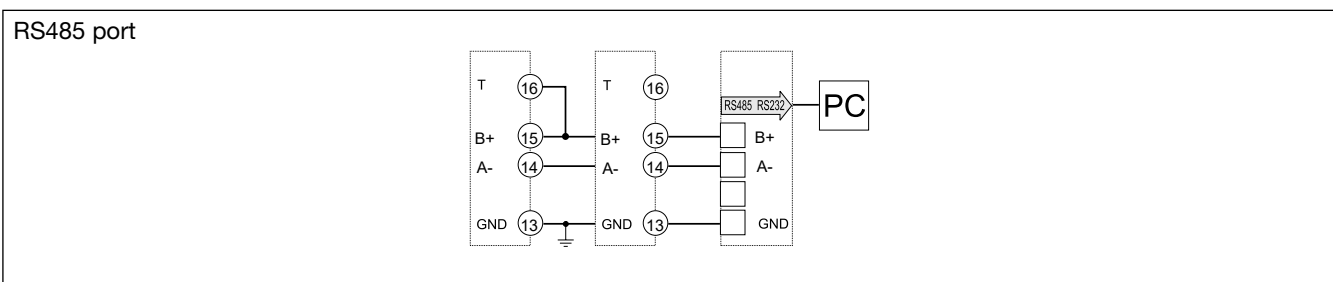 RS485 port
T 16 T 16
RS485 RS232 PC
B+ 15 B+ 15 B+
A- 14 A- 14 A-
GND 13 GND 13 GND